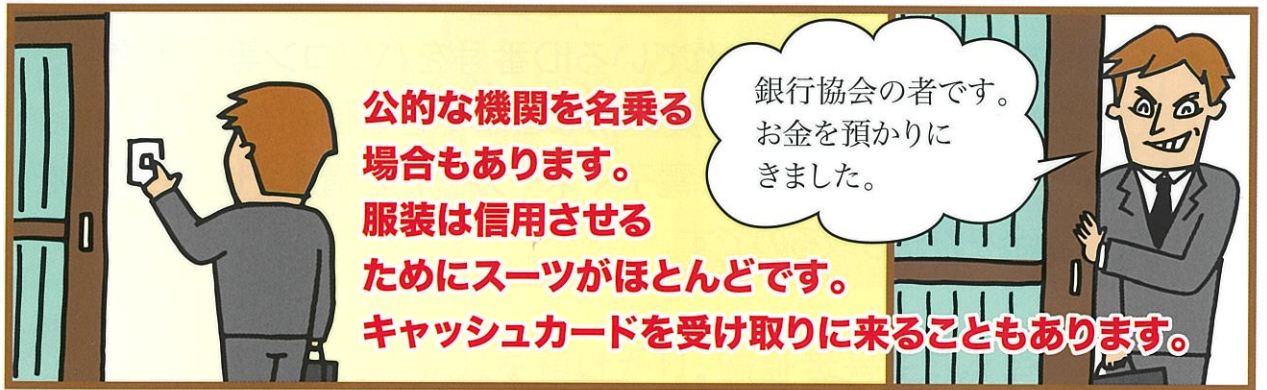 公的な機関を名乗る
場合もあります。
服装は信用させる
ためにスーツがほとんどです。
キャッシュカードを受け取りに来ることもあります。
銀行協会の者です。
お金を預かりに
きました。